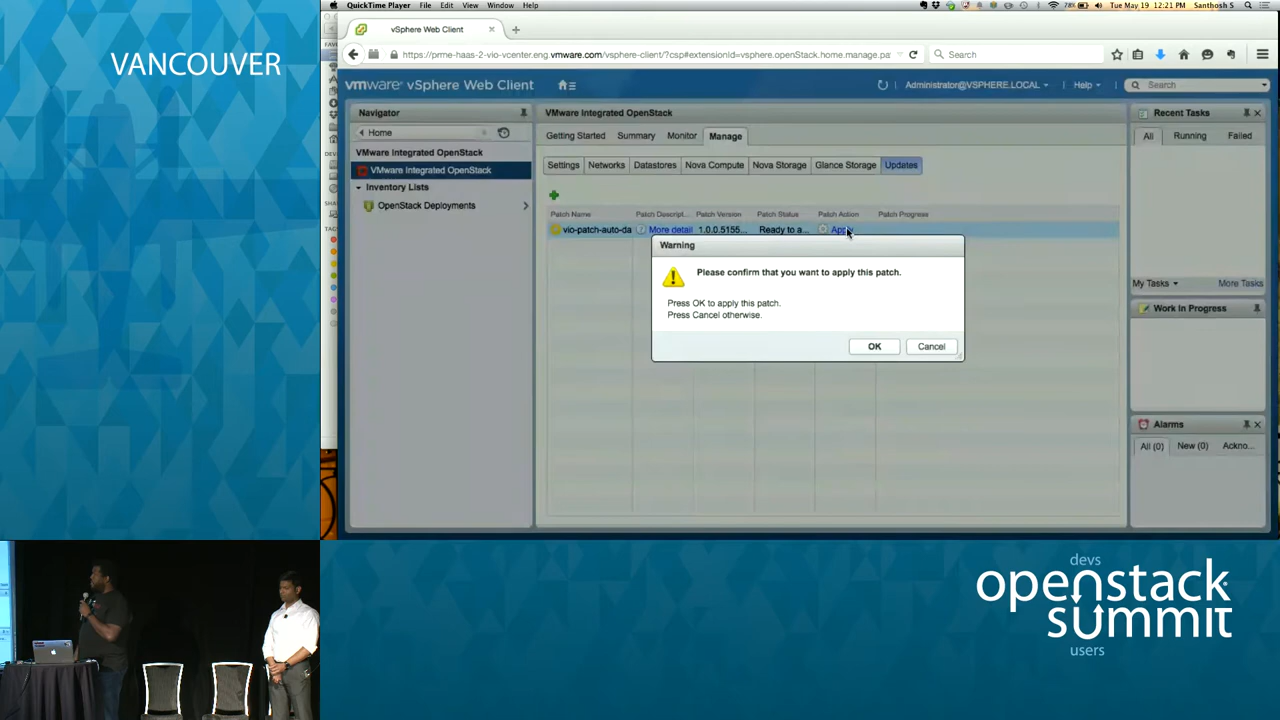 VANCOUVER
QuickTime Player File Edit View Window Help
78% Tue May 19 12:21 PM Santhosh S
vSphere Web Client
https://prme-haas-2-vio-vcenter.eng.vmware.com/vsphere-client/?csp#extensionId=vsphere.openStack.home.manage.pa
Search
vmware® vSphere Web Client
Administrator@VSPHERE.LOCAL
Help
Search
Navigator
Home
VMware Integrated OpenStack
VMware Integrated OpenStack
Inventory Lists
OpenStack Deployments
VMware Integrated OpenStack
Getting Started Summary Monitor Manage
Settings Networks Datastores Nova Compute Nova Storage Glance Storage Updates
Patch Name Patch Descript... Patch Version Patch Status Patch Action Patch Progress
vio-patch-auto-da More detail 1.0.0.5155... Ready to a... Apply
Warning
Please confirm that you want to apply this patch.
Press OK to apply this patch.
Press Cancel otherwise.
OK Cancel
Recent Tasks
All Running Failed
My Tasks More Tasks
Work In Progress
Alarms
All (0) New (0) Ackno...
devs
openstack
summit
users